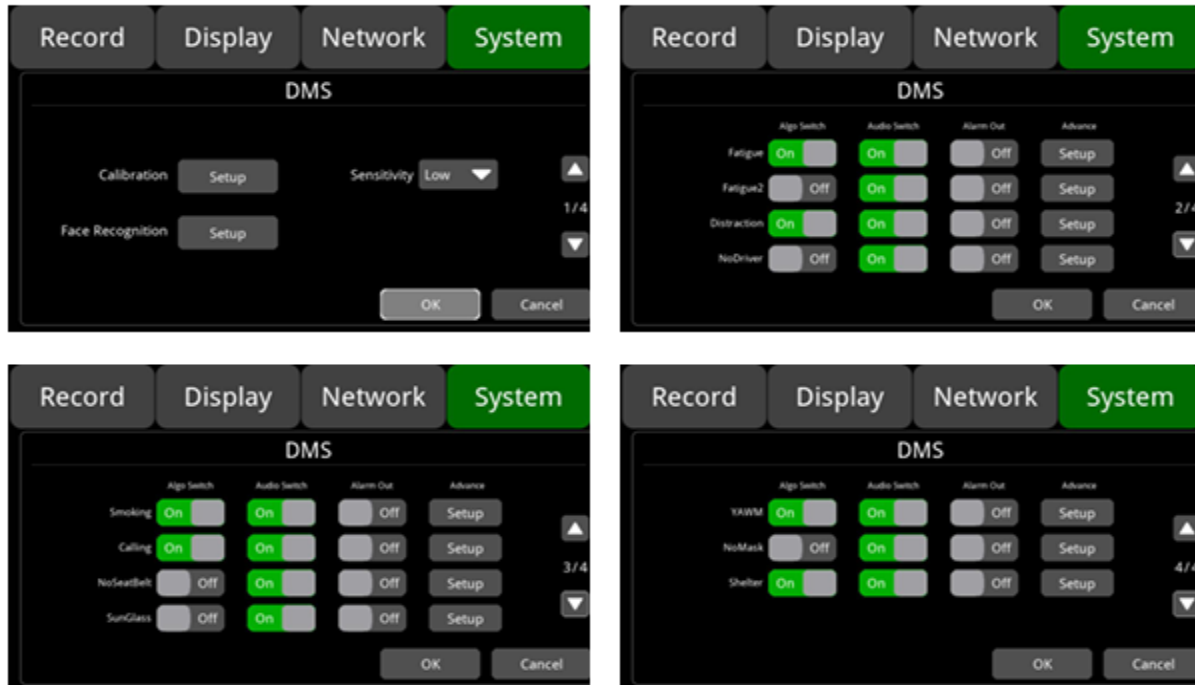 Record Display Network System
DMS
Calibration Setup Sensitivity Low
1/4
Face Recognition Setup
OK Cancel
Record Display Network System
DMS
Algo Switch Audio Switch Alarm Out Advance
Fatigue On On Off Setup
Fatigue2 Off On Off Setup
2/4
Distraction On On Off Setup
NoDriver Off On Off Setup
OK Cancel
Record Display Network System
DMS
Algo Switch Audio Switch Alarm Out Advance
Smoking On On Off Setup
Calling On On Off Setup
3/4
NoSeatBelt Off On Off Setup
SunGlass Off On Off Setup
OK Cancel
Record Display Network System
DMS
Algo Switch Audio Switch Alarm Out Advance
YAWM On On Off Setup
NoMask Off On Off Setup
4/4
Shelter On On Off Setup
OK Cancel